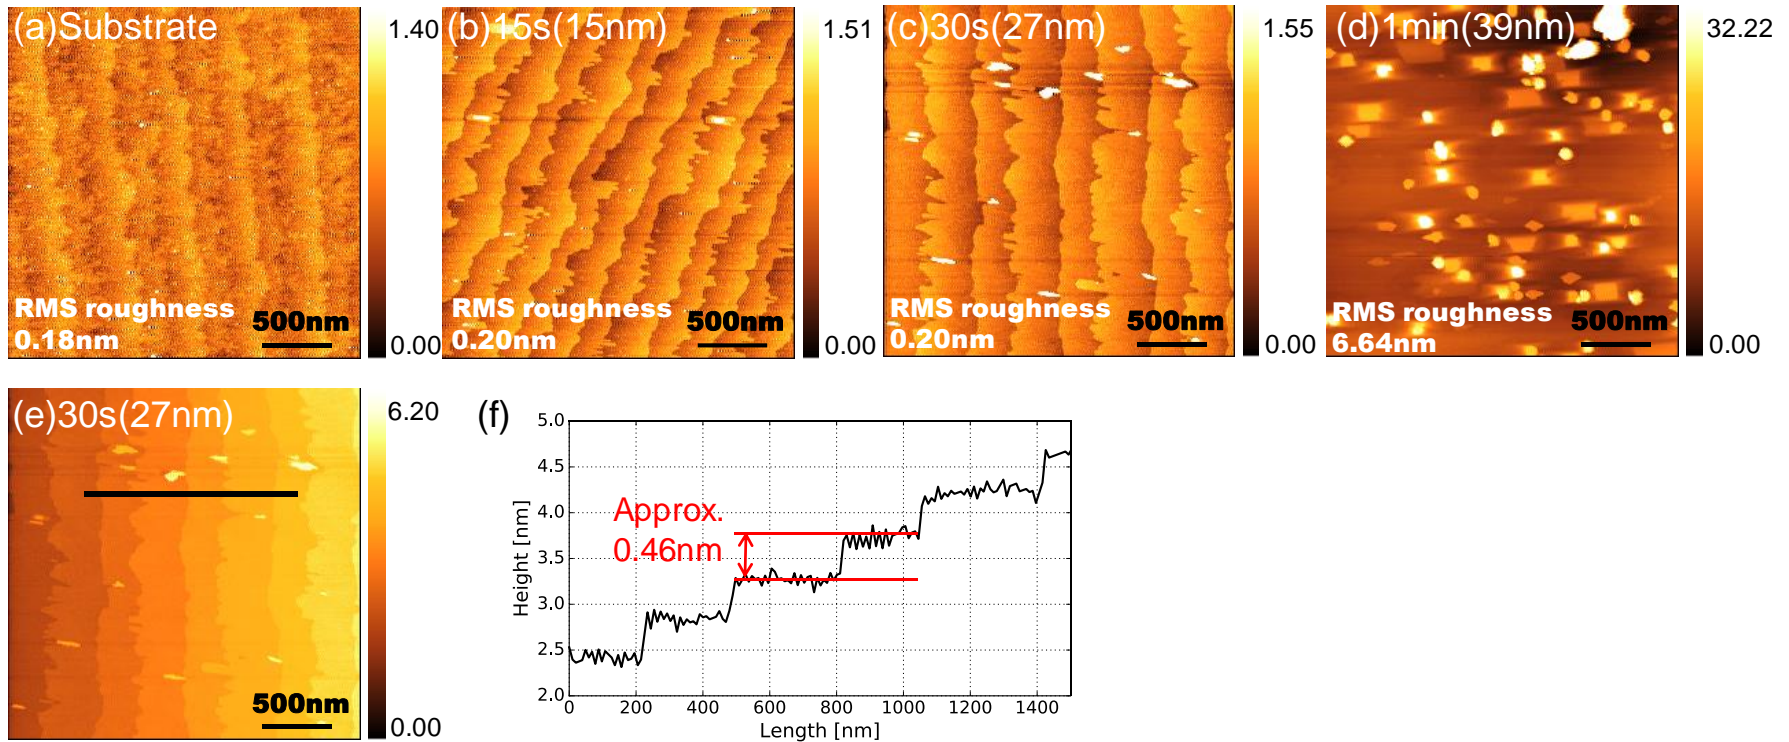 (a)Substrate
1.40
RMS roughness
0.18nm
500nm
0.00
(b)15s(15nm)
1.51
RMS roughness
0.20nm
500nm
0.00
(c)30s(27nm)
1.55
RMS roughness
0.20nm
500nm
0.00
(d)1min(39nm)
32.22
RMS roughness
6.64nm
500nm
0.00
(e)30s(27nm)
6.20
500nm
0.00
(f)
5.0
4.5
4.0
3.5
3.0
2.5
2.0
Height [nm]
Approx.
0.46nm
0 200 400 600 800 1000 1200 1400
Length [nm]